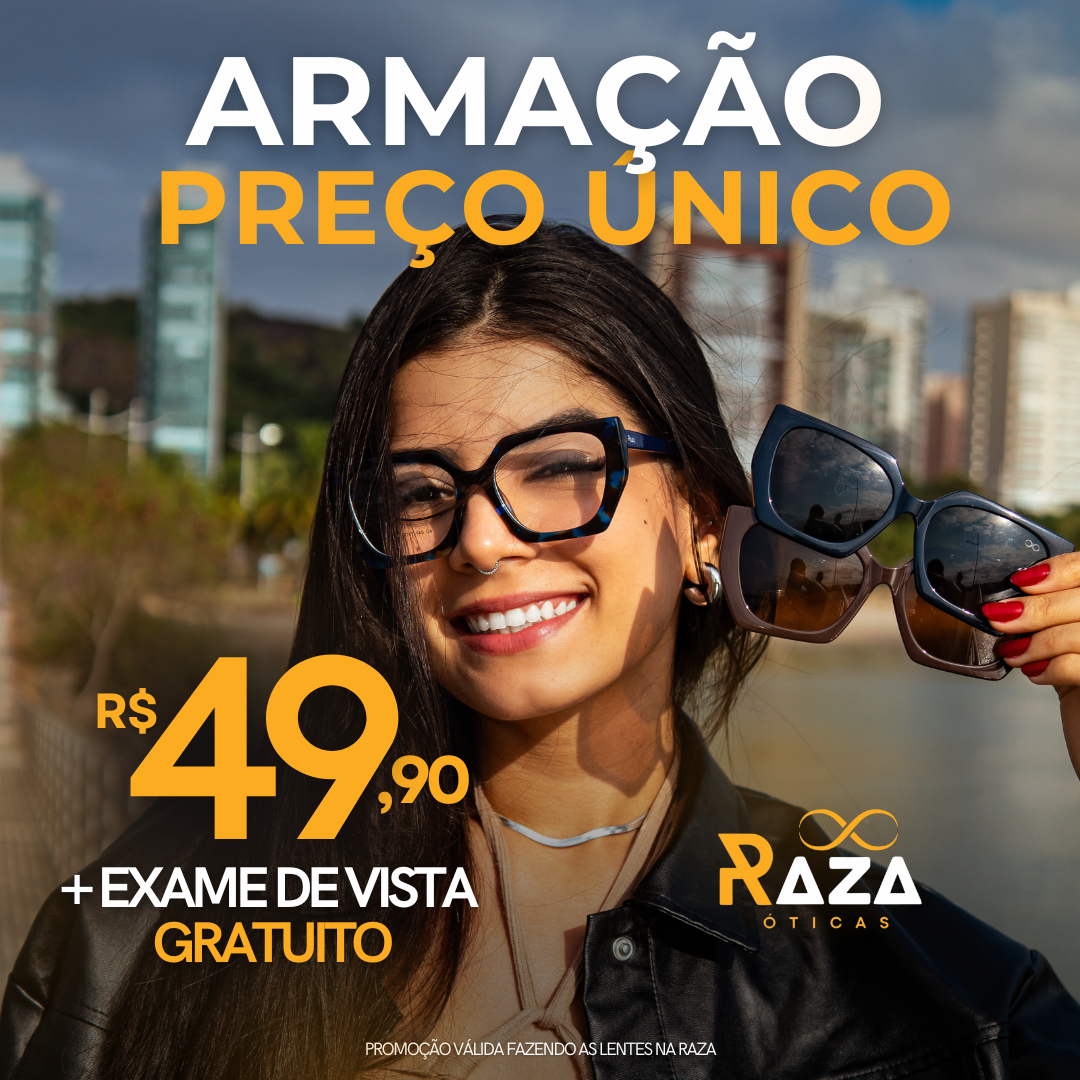 ARMAÇÃO
PREÇO ÚNICO
R$49,90
+ EXAME DE VISTA
GRATUITO
RAZA
ÓTICAS
PROMOÇÃO VÁLIDA FAZENDO AS LENTES NA RAZA